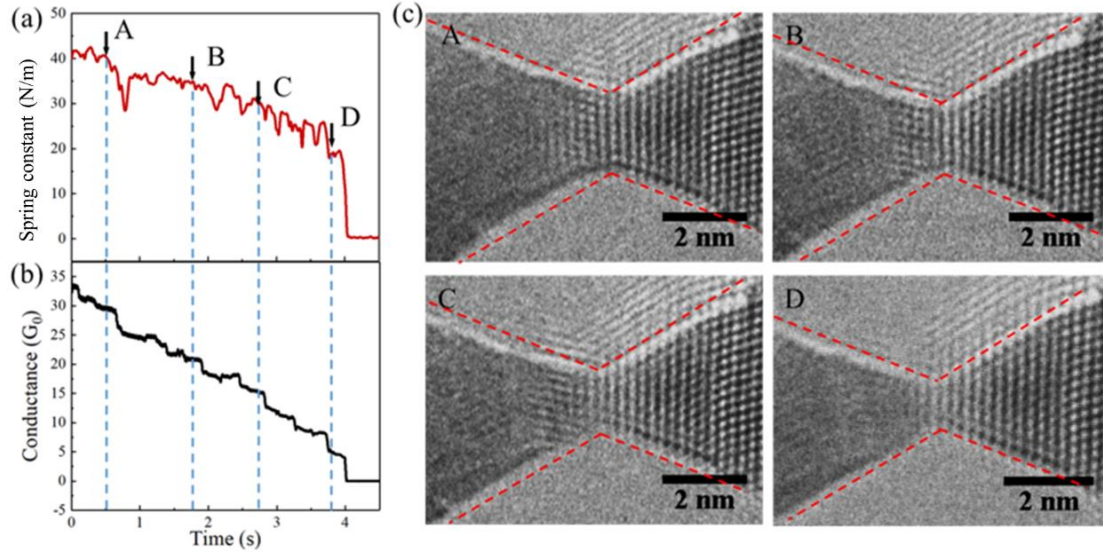 (a)
Spring constant (N/m)
50
40
30
20
10
0
A
B
C
D
(b)
Conductance (G0)
35
30
25
20
15
10
5
0
0 1 2 3 4
Time (s)
(c)
A
2 nm
B
2 nm
C
2 nm
D
2 nm